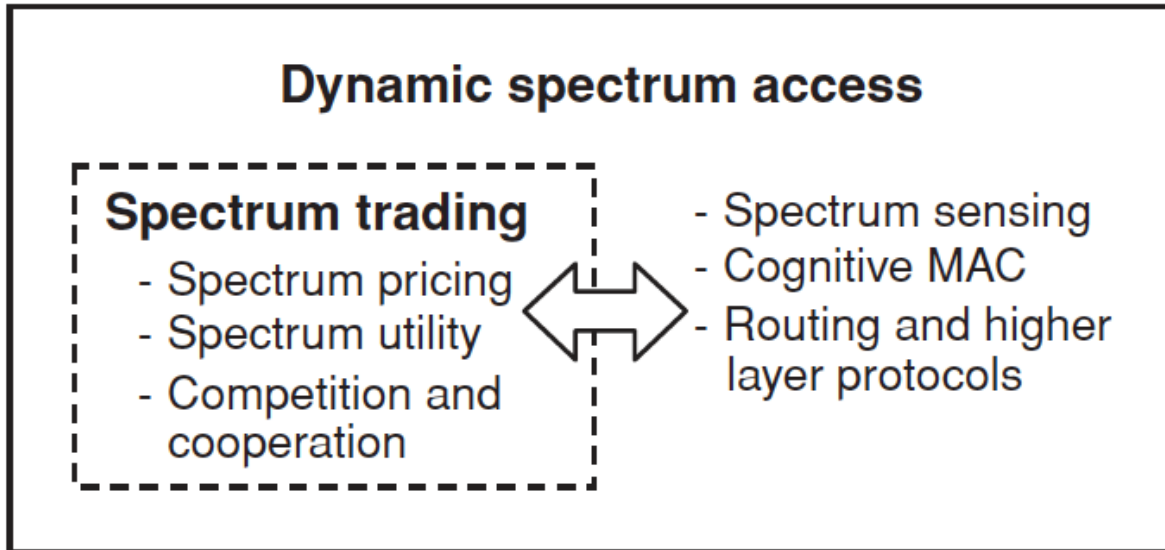 Dynamic spectrum access
Spectrum trading
- Spectrum pricing
- Spectrum utility
- Competition and
cooperation
- Spectrum sensing
- Cognitive MAC
- Routing and higher
layer protocols